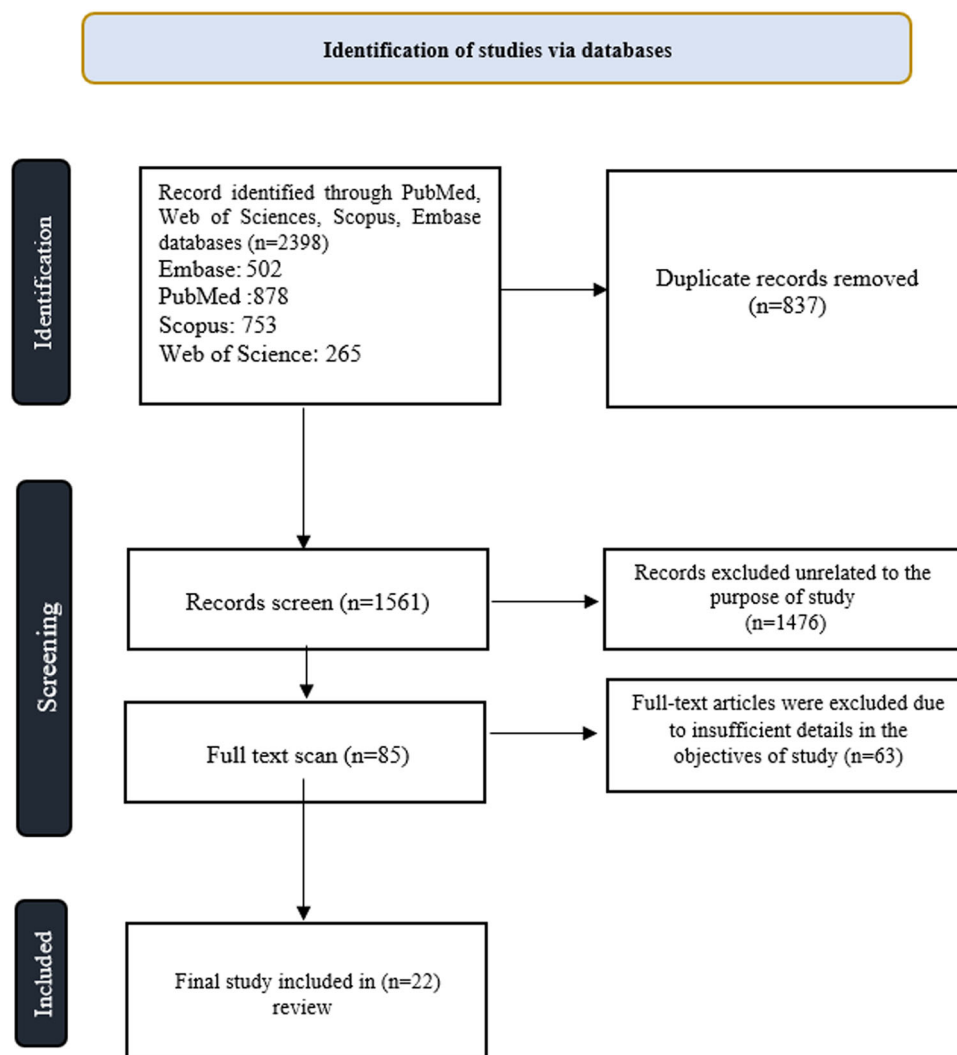 Identification of studies via databases
Identification
Record identified through PubMed,
Web of Sciences, Scopus, Embase
databases (n=2398)
Embase: 502
PubMed :878
Scopus: 753
Web of Science: 265
Duplicate records removed
(n=837)
Screening
Records screen (n=1561)
Records excluded unrelated to the
purpose of study
(n=1476)
Full text scan (n=85)
Full-text articles were excluded due
to insufficient details in the
objectives of study (n=63)
Included
Final study included in (n=22)
review